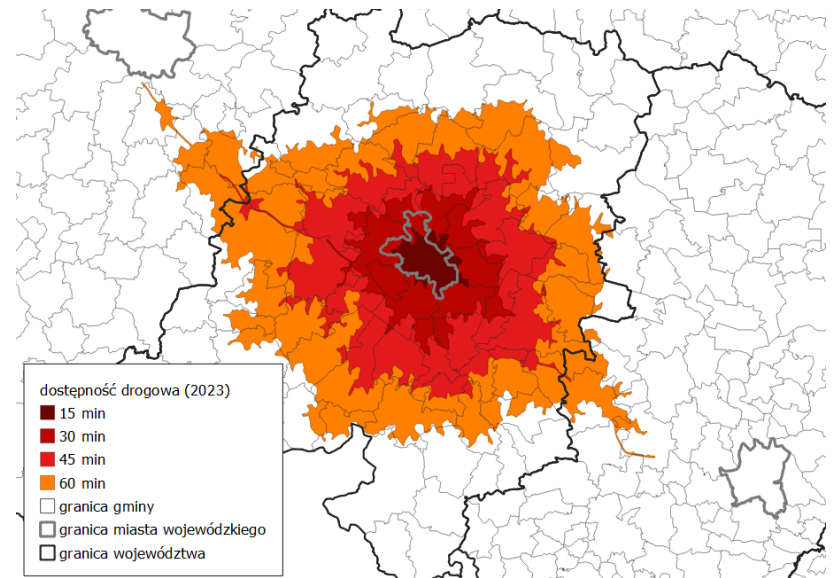 dostępność drogowa (2023)
15 min
30 min
45 min
60 min
granica gminy
granica miasta wojewódzkiego
granica województwa